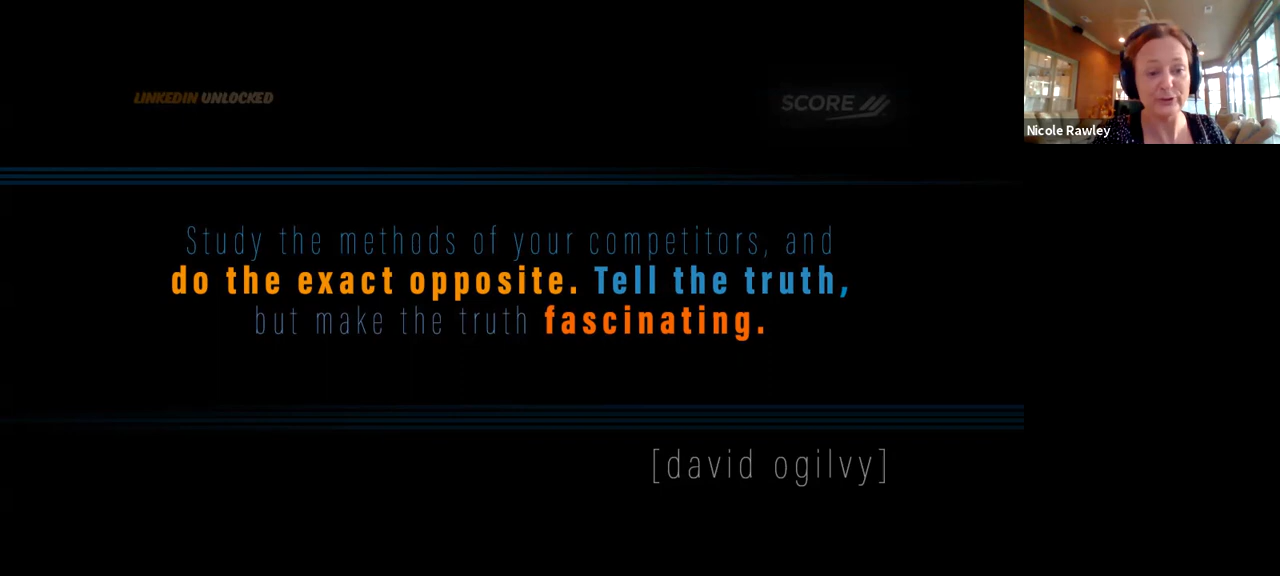 LINKEDIN UNLOCKED
SCORE
Nicole Rawley
Study the methods of your competitors, and
do the exact opposite. Tell the truth,
but make the truth fascinating.
[david ogilvy]